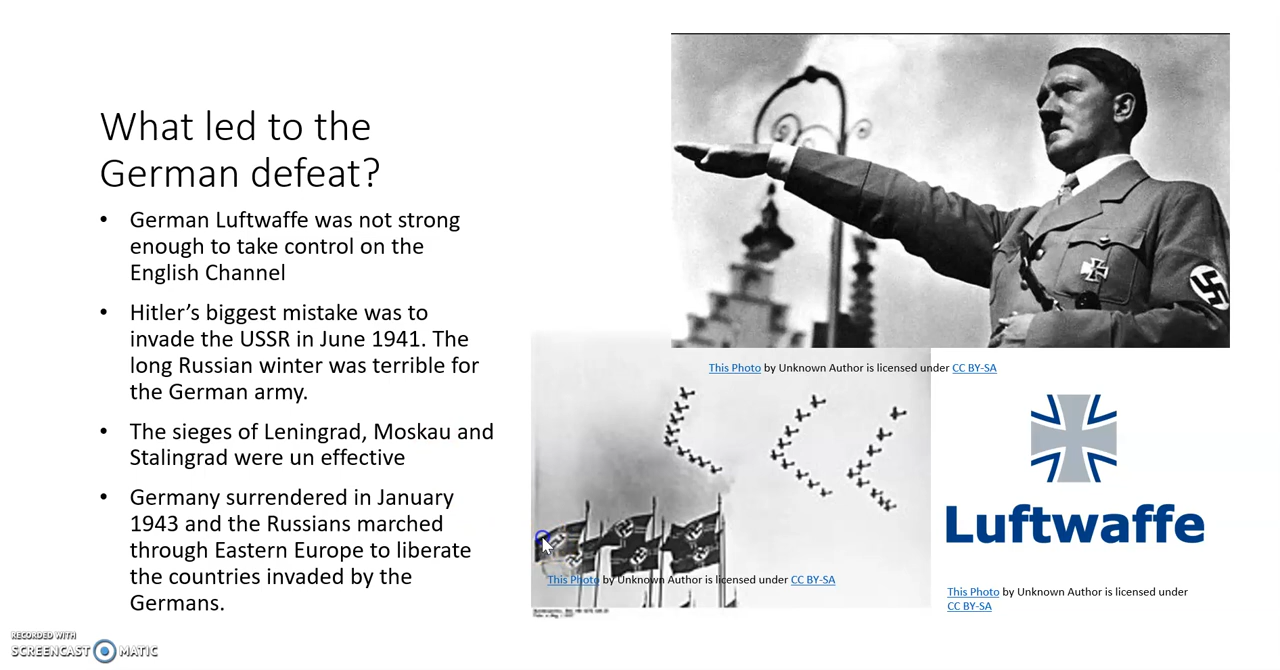 What led to the
German defeat?
• German Luftwaffe was not strong
enough to take control on the
English Channel
• Hitler’s biggest mistake was to
invade the USSR in June 1941. The
long Russian winter was terrible for
the German army.
• The sieges of Leningrad, Moskau and
Stalingrad were un effective
• Germany surrendered in January
1943 and the Russians marched
through Eastern Europe to liberate
the countries invaded by the
Germans.
This Photo by Unknown Author is licensed under CC BY-SA
Luftwaffe
This Photo by Unknown Author is licensed under CC BY-SA
This Photo by Unknown Author is licensed under
CC BY-SA
RECORDED WITH
SCREENCAST MATIC